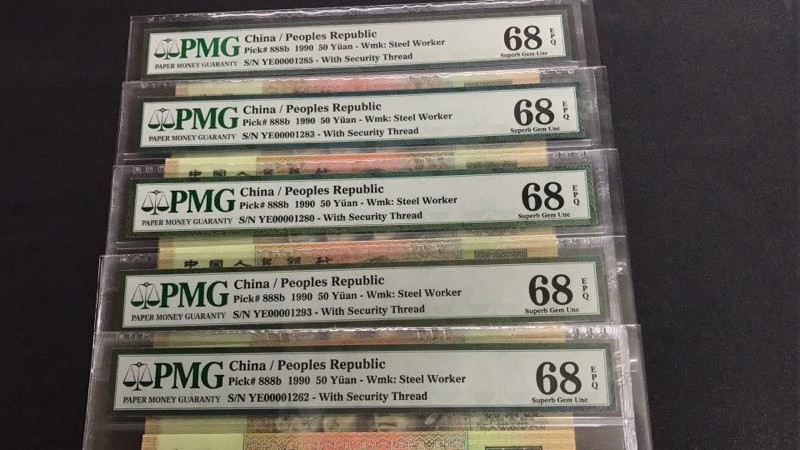 PMG
PAPER MONEY GUARANTY
China / Peoples Republic
Pick# 888b 1990 50 Yüan - Wmk: Steel Worker
S/N YE00001285 - With Security Thread
68 EPQ
Superb Gem Unc
PMG
PAPER MONEY GUARANTY
China / Peoples Republic
Pick# 888b 1990 50 Yüan - Wmk: Steel Worker
S/N YE00001283 - With Security Thread
68 EPQ
Superb Gem Unc
PMG
PAPER MONEY GUARANTY
China / Peoples Republic
Pick# 888b 1990 50 Yüan - Wmk: Steel Worker
S/N YE00001280 - With Security Thread
68 EPQ
Superb Gem Unc
PMG
PAPER MONEY GUARANTY
China / Peoples Republic
Pick# 888b 1990 50 Yüan - Wmk: Steel Worker
S/N YE00001293 - With Security Thread
68 EPQ
Superb Gem Unc
PMG
PAPER MONEY GUARANTY
China / Peoples Republic
Pick# 888b 1990 50 Yüan - Wmk: Steel Worker
S/N YE00001262 - With Security Thread
68 EPQ
Superb Gem Unc